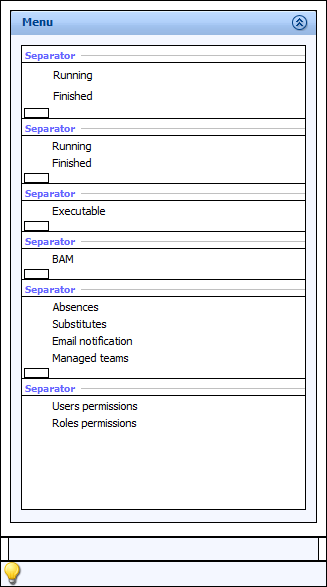 Menu
Separator
Running
Finished
Separator
Running
Finished
Separator
Executable
Separator
BAM
Separator
Absences
Substitutes
Email notification
Managed teams
Separator
Users permissions
Roles permissions